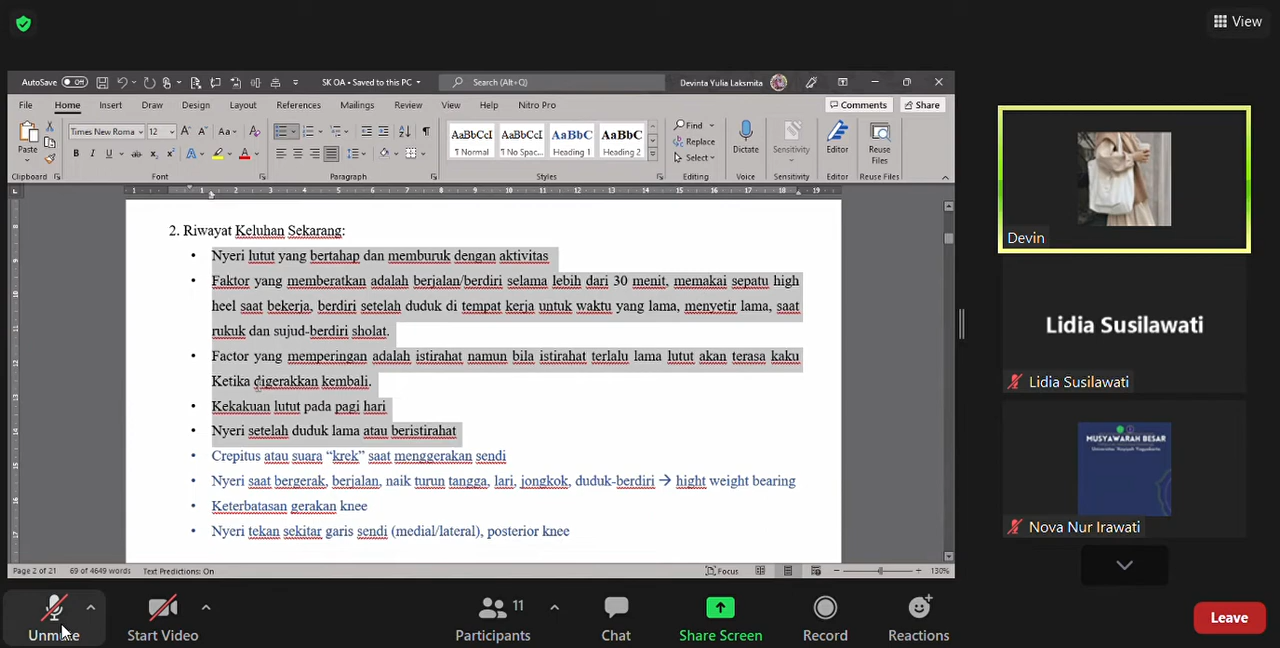 View
AutoSave Off
SK OA • Saved to this PC
Search (Alt+Q)
Devinta Yulia Laksmita
File Home Insert Draw Design Layout References Mailings Review View Help Nitro Pro
Comments Share
Times New Roma 12
Paste
AaBbCcI AaBbCcI AaBbC AaBbC
¶ Normal ¶ No Spac... Heading 1 Heading 2
Find
Replace
Select
Dictate Sensitivity Editor Reuse Files
Clipboard Font Paragraph Styles Editing Voice Sensitivity Editor Reuse Files
2. Riwayat Keluhan Sekarang:
• Nyeri lutut yang bertahap dan memburuk dengan aktivitas
• Faktor yang memberatkan adalah berjalan/berdiri selama lebih dari 30 menit, memakai sepatu high
heel saat bekerja, berdiri setelah duduk di tempat kerja untuk waktu yang lama, menyetir lama, saat
rukuk dan sujud-berdiri sholat.
• Factor yang memperingan adalah istirahat namun bila istirahat terlalu lama lutut akan terasa kaku
Ketika digerakkan kembali.
• Kekakuan lutut pada pagi hari
• Nyeri setelah duduk lama atau beristirahat
• Crepitus atau suara “krek” saat menggerakan sendi
• Nyeri saat bergerak, berjalan, naik turun tangga, lari, jongkok, duduk-berdiri → hight weight bearing
• Keterbatasan gerakan knee
• Nyeri tekan sekitar garis sendi (medial/lateral), posterior knee
Page 2 of 21 69 of 4649 words Text Predictions: On Focus 130%
Devin
Lidia Susilawati
Lidia Susilawati
MUSYAWARAH BESAR
Nova Nur Irawati
Unmute
Start Video
Participants 11
Chat
Share Screen
Record
Reactions
Leave